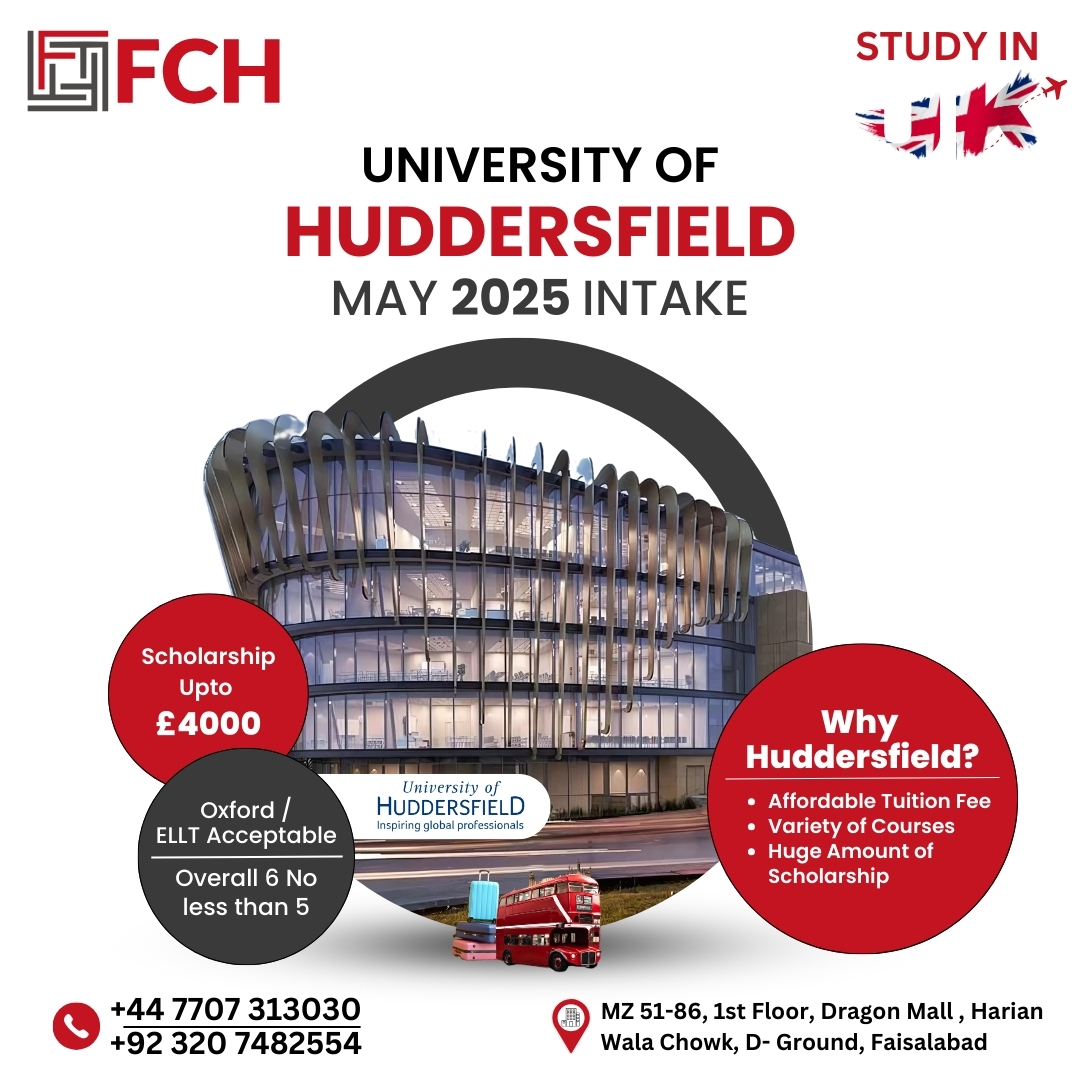 FCH
STUDY IN
UK
UNIVERSITY OF
HUDDERSFIELD
MAY 2025 INTAKE
Scholarship
Upto
£4000
Oxford /
ELLT Acceptable
Overall 6 No
less than 5
University of
HUDDERSFIELD
Inspiring global professionals
Why
Huddersfield?
• Affordable Tuition Fee
• Variety of Courses
• Huge Amount of
Scholarship
+44 7707 313030
+92 320 7482554
MZ 51-86, 1st Floor, Dragon Mall , Harian
Wala Chowk, D- Ground, Faisalabad